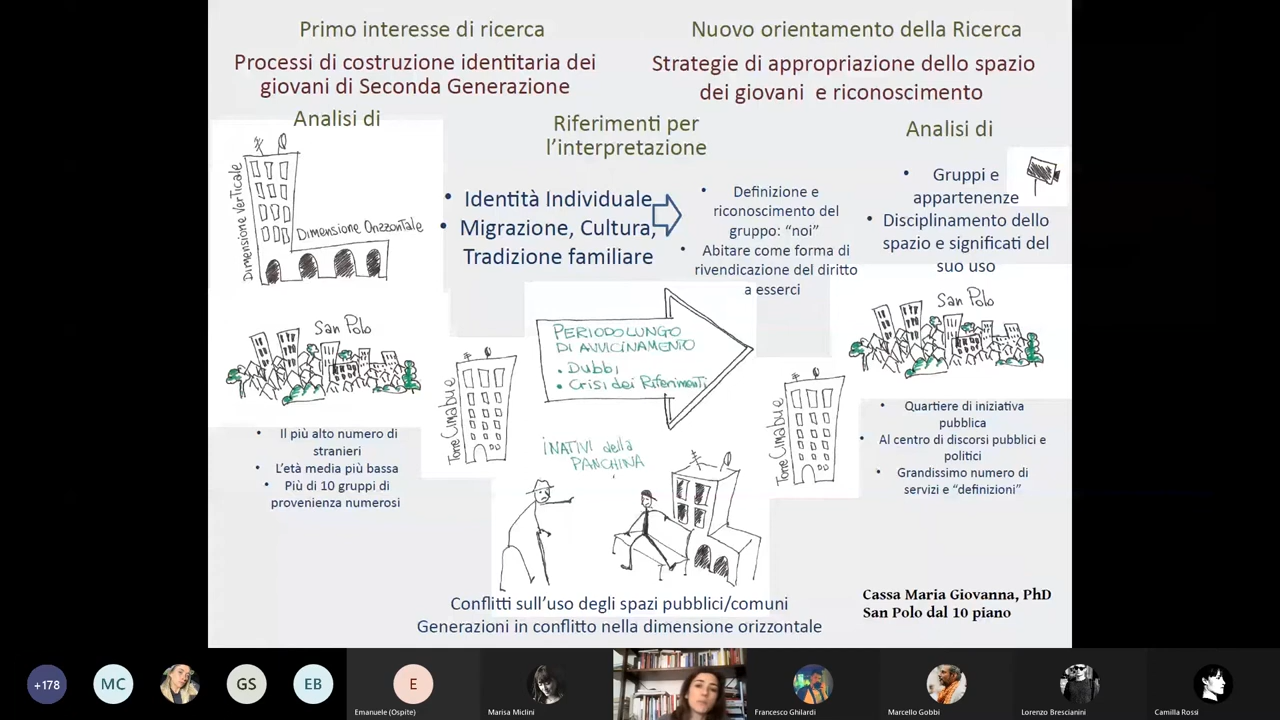 Primo interesse di ricerca
Processi di costruzione identitaria dei
giovani di Seconda Generazione
Analisi di
Dimensione Verticale
Dimensione Orizzontale
San Polo
Il più alto numero di
stranieri
L'età media più bassa
Più di 10 gruppi di
provenienza numerosi
Riferimenti per
l'interpretazione
Identità Individuale
Migrazione, Cultura,
Tradizione familiare
Definizione e
riconoscimento del
gruppo: "noi"
Abitare come forma di
rivendicazione del diritto
a esserci
Torre Cimabue
PERIODO LUNGO
DI AVVICINAMENTO
• Dubbi
• Crisi dei Riferimenti
Torre Cimabue
i NATIVI della
PANCHINA
Conflitti sull'uso degli spazi pubblici/comuni
Generazioni in conflitto nella dimensione orizzontale
Nuovo orientamento della Ricerca
Strategie di appropriazione dello spazio
dei giovani e riconoscimento
Analisi di
Gruppi e
appartenenze
Disciplinamento dello
spazio e significati del
suo uso
San Polo
Quartiere di iniziativa
pubblica
Al centro di discorsi pubblici e
politici
Grandissimo numero di
servizi e "definizioni"
Cassa Maria Giovanna, PhD
San Polo dal 10 piano
+178
MC
GS
EB
E
Emanuele (Ospite)
Marisa Miclini
Francesco Ghilardi
Marcello Gobbi
Lorenzo Brescianini
Camilla Rossi